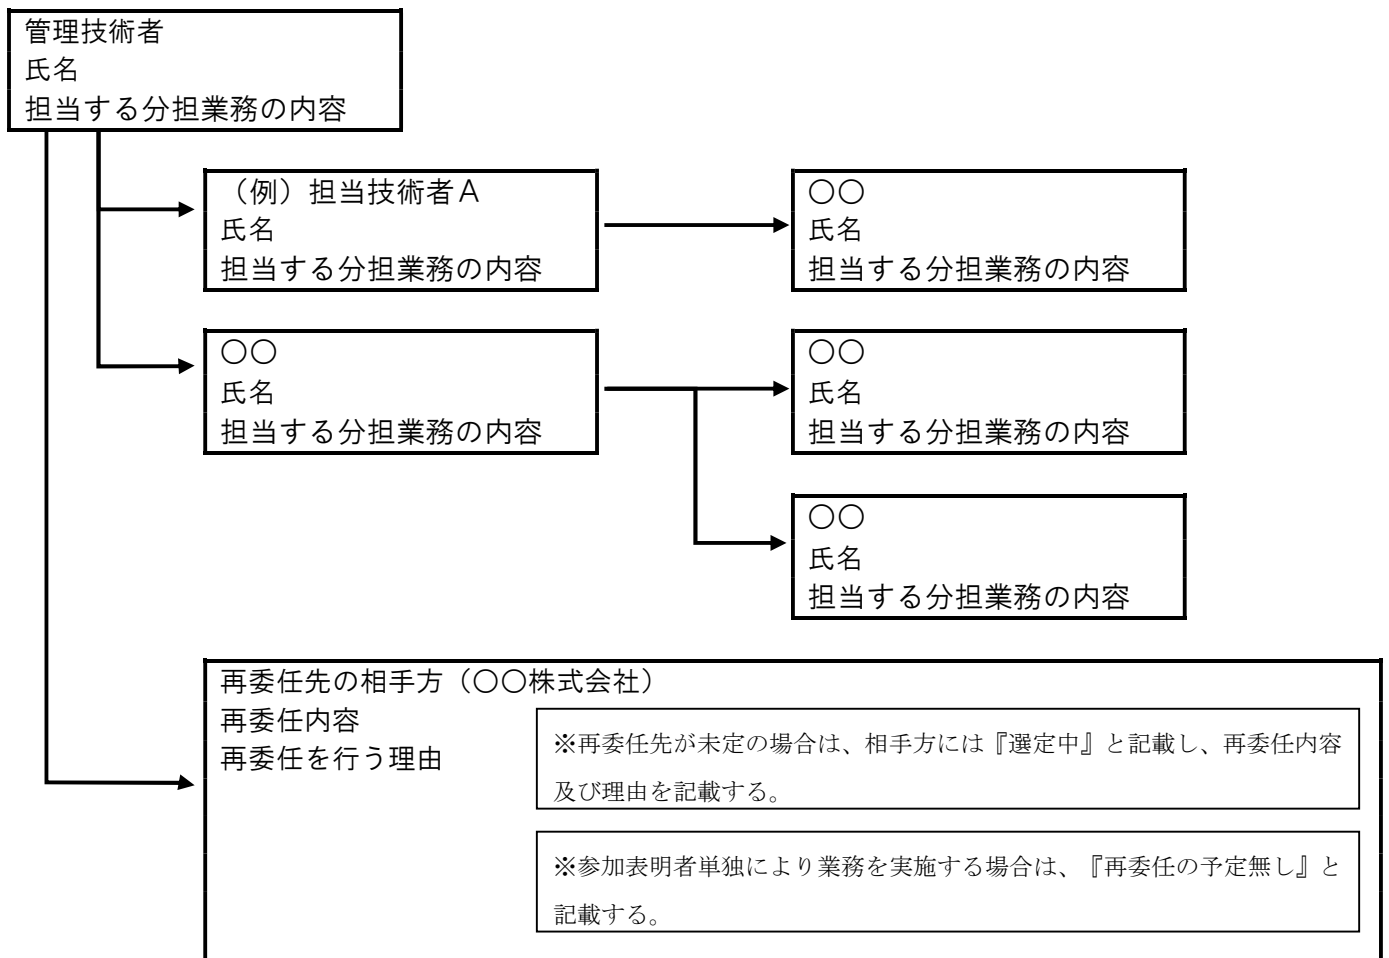 管理技術者
氏名
担当する分担業務の内容
（例）担当技術者Ａ
氏名
担当する分担業務の内容
○○
氏名
担当する分担業務の内容
○○
氏名
担当する分担業務の内容
○○
氏名
担当する分担業務の内容
○○
氏名
担当する分担業務の内容
再委任先の相手方（○○株式会社）
再委任内容
再委任を行う理由
※再委任先が未定の場合は、相手方には『選定中』と記載し、再委任内容
及び理由を記載する。
※参加表明者単独により業務を実施する場合は、『再委任の予定無し』と
記載する。